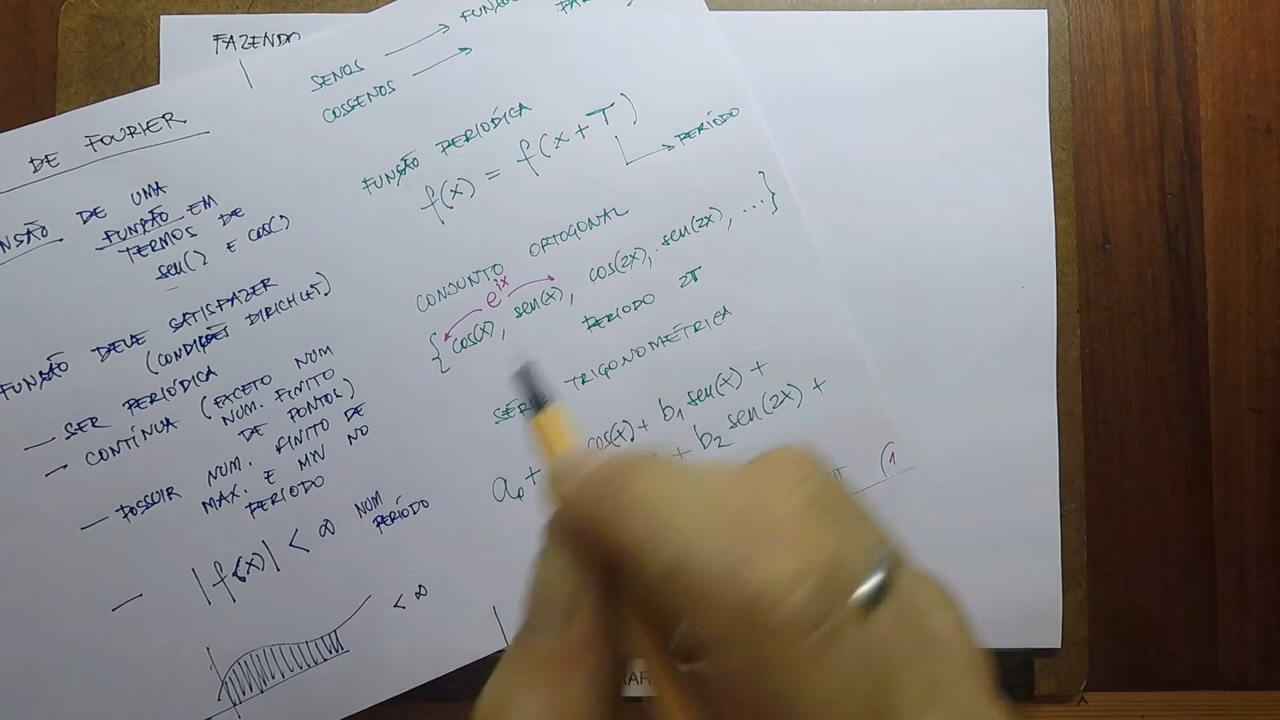 FAZENDO
DE FOURIER
DE UMA
FUNÇÃO EM
TERMOS DE
sen() E cos()
FUNÇÃO DEVE SATISFAZER
(CONDIÇÕES DIRICHLET)
— SER PERIÓDICA
— CONTÍNUA (EXCETO NUM
NUM. FINITO
DE PONTOS)
— POSSUIR NUM. FINITO DE
MAX. E MIN NO
PERÍODO
— |f(x)| < ∞ NUM
PERÍODO
< ∞
SENOS
COSSENOS
FUNÇÃO PERIÓDICA
f(x) = f(x+T)
PERÍODO
CONJUNTO ORTOGONAL
e^ix
{cos(x), sen(x), cos(2x), sen(2x), ...}
PERÍODO 2π
TRIGONOMÉTRICA
a₀ + cos(x) + b₁ sen(x) +
+ b₂ sen(2x) +
π
1